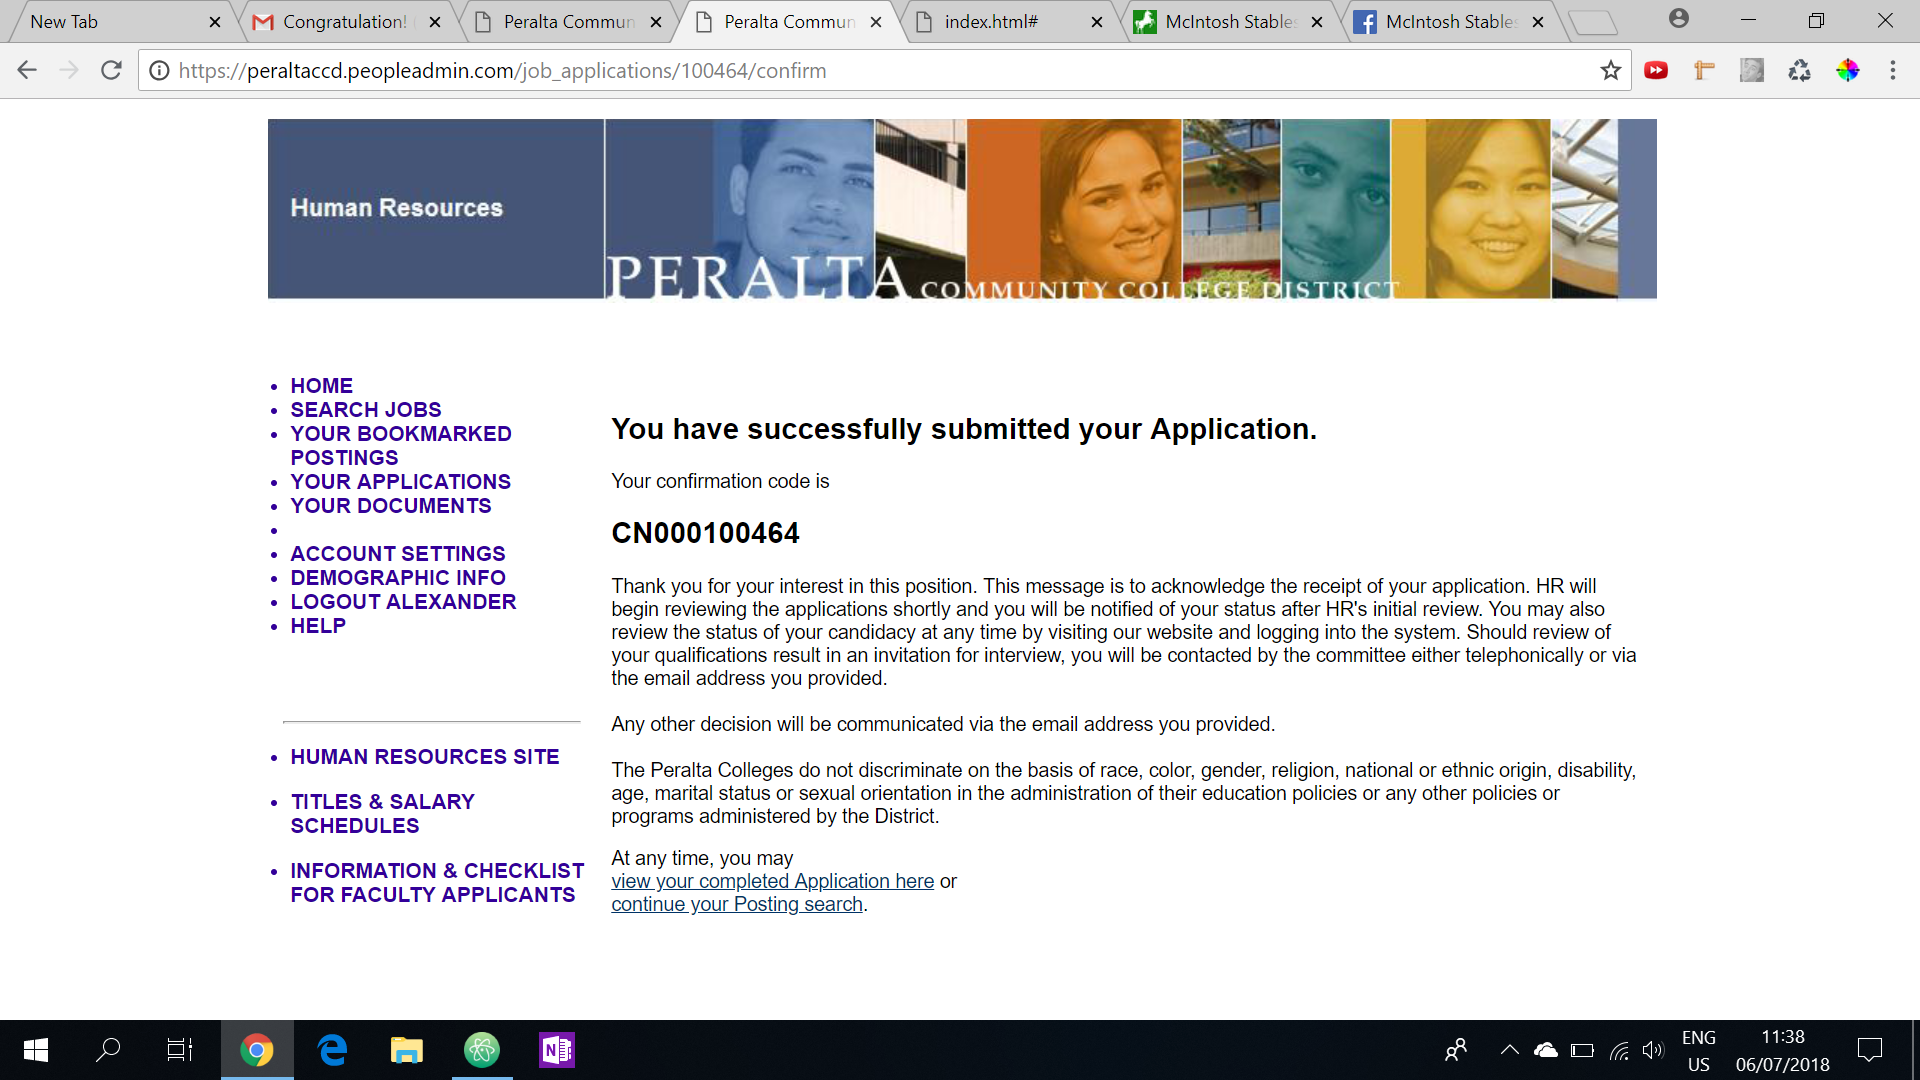 New Tab
Congratulation!
Peralta Commun
Peralta Commun
index.html#
McIntosh Stables
McIntosh Stables
https://peraltaccd.peopleadmin.com/job_applications/100464/confirm
Human Resources
PERALTA COMMUNITY COLLEGE DISTRICT
HOME
SEARCH JOBS
YOUR BOOKMARKED
POSTINGS
YOUR APPLICATIONS
YOUR DOCUMENTS
ACCOUNT SETTINGS
DEMOGRAPHIC INFO
LOGOUT ALEXANDER
HELP
HUMAN RESOURCES SITE
TITLES & SALARY
SCHEDULES
INFORMATION & CHECKLIST
FOR FACULTY APPLICANTS
You have successfully submitted your Application.
Your confirmation code is
CN000100464
Thank you for your interest in this position. This message is to acknowledge the receipt of your application. HR will
begin reviewing the applications shortly and you will be notified of your status after HR's initial review. You may also
review the status of your candidacy at any time by visiting our website and logging into the system. Should review of
your qualifications result in an invitation for interview, you will be contacted by the committee either telephonically or via
the email address you provided.
Any other decision will be communicated via the email address you provided.
The Peralta Colleges do not discriminate on the basis of race, color, gender, religion, national or ethnic origin, disability,
age, marital status or sexual orientation in the administration of their education policies or any other policies or
programs administered by the District.
At any time, you may
view your completed Application here or
continue your Posting search.
N
ENG
US
11:38
06/07/2018